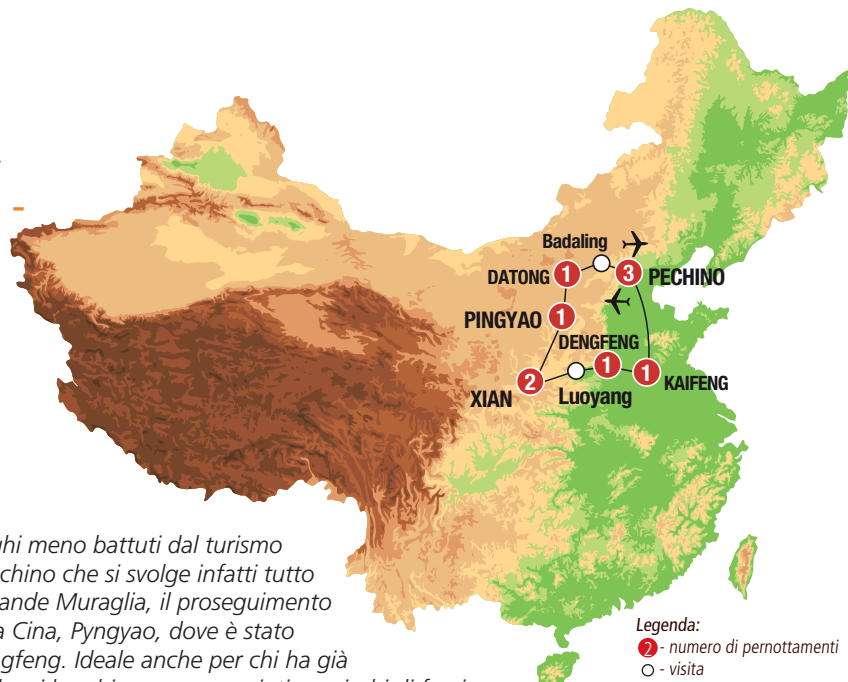 Badaling
DATONG 1 3 PECHINO
PINGYAO 1
DENGFENG
XIAN 2 Luoyang 1 1 KAIFENG
ghi meno battuti dal turismo
chino che si svolge infatti tutto
ande Muraglia, il proseguimento
a Cina, Pyngyao, dove è stato
gfeng. Ideale anche per chi ha già
Legenda:
2 - numero di pernottamenti
- visita